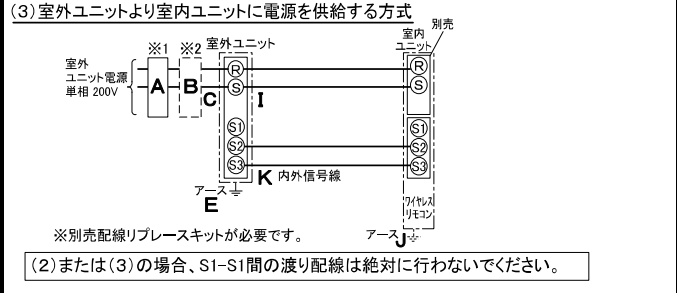 (3)室外ユニットより室内ユニットに電源を供給する方式
※1 ※2 室外ユニット
室内
ユニット
別売
室外
ユニット電源
単相 200V
A
B
C
R
S
I
R
S
S1
S2
S3
S1
S2
S3
K 内外信号線
アース
E
ワイヤレス
リモコン
アース J
※別売配線リプレースキットが必要です。
(2)または(3)の場合、S1-S1間の渡り配線は絶対に行わないでください。